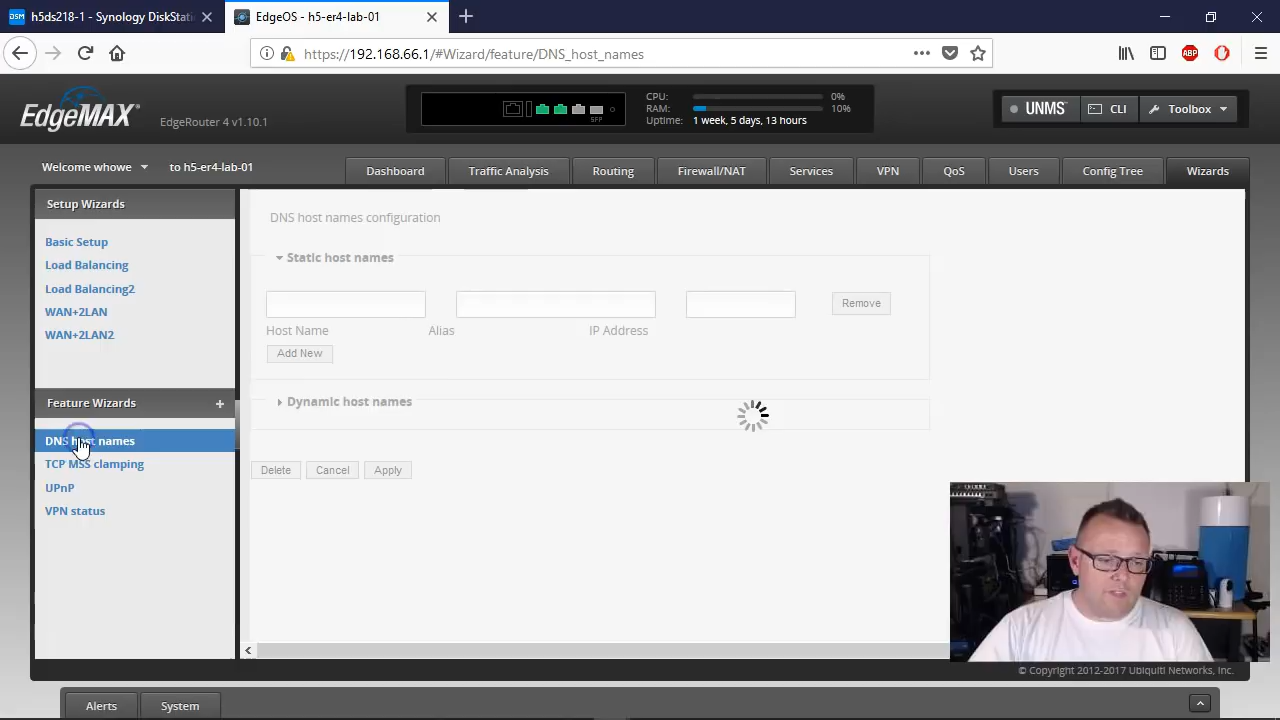 h5ds218-1 - Synology DiskStati
EdgeOS - h5-er4-lab-01
https://192.168.66.1/#Wizard/feature/DNS_host_names
ABP
EdgeMAX
EdgeRouter 4 v1.10.1
SFP
CPU: 0%
RAM: 10%
Uptime: 1 week, 5 days, 13 hours
UNMS
CLI
Toolbox
Welcome whowe
to h5-er4-lab-01
Dashboard
Traffic Analysis
Routing
Firewall/NAT
Services
VPN
QoS
Users
Config Tree
Wizards
Setup Wizards
Basic Setup
Load Balancing
Load Balancing2
WAN+2LAN
WAN+2LAN2
Feature Wizards +
DNS host names
TCP MSS clamping
UPnP
VPN status
DNS host names configuration
Static host names
Remove
Host Name
Alias
IP Address
Add New
Dynamic host names
Delete
Cancel
Apply
© Copyright 2012-2017 Ubiquiti Networks, Inc.
Alerts
System